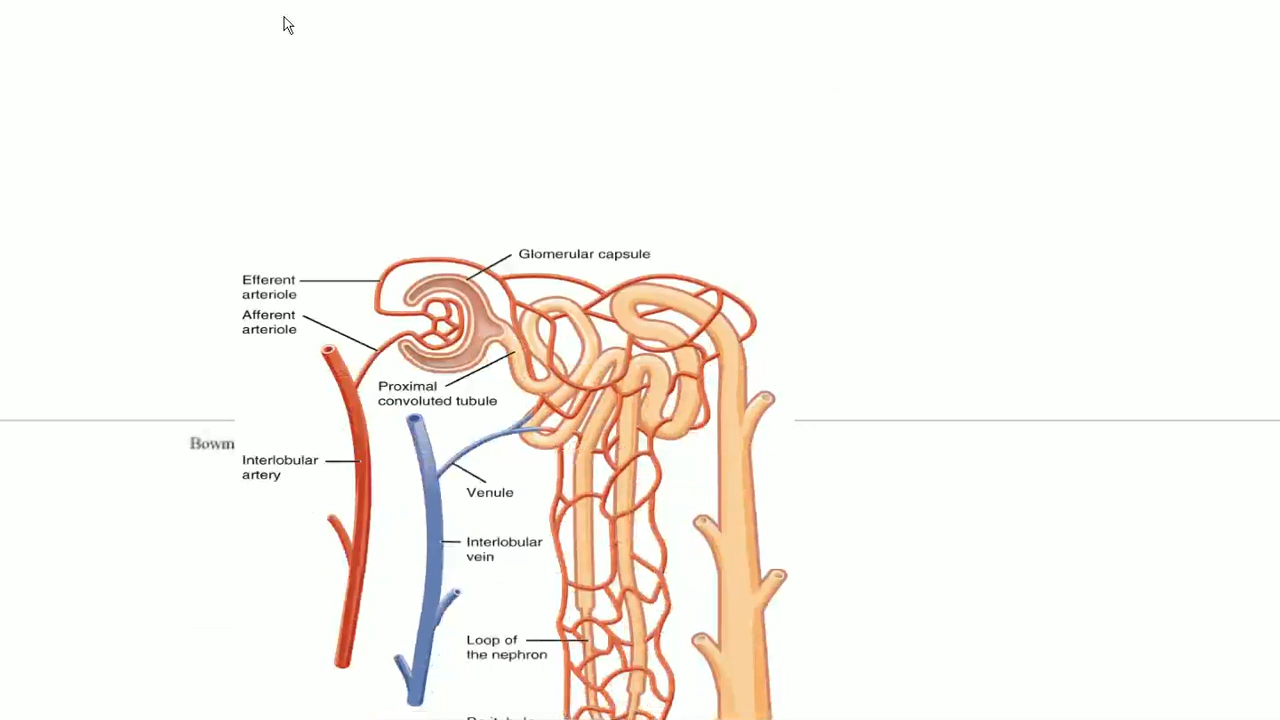 Glomerular capsule
Efferent
arteriole
Afferent
arteriole
Proximal
convoluted tubule
Bowm
Interlobular
artery
Venule
Interlobular
vein
Loop of
the nephron